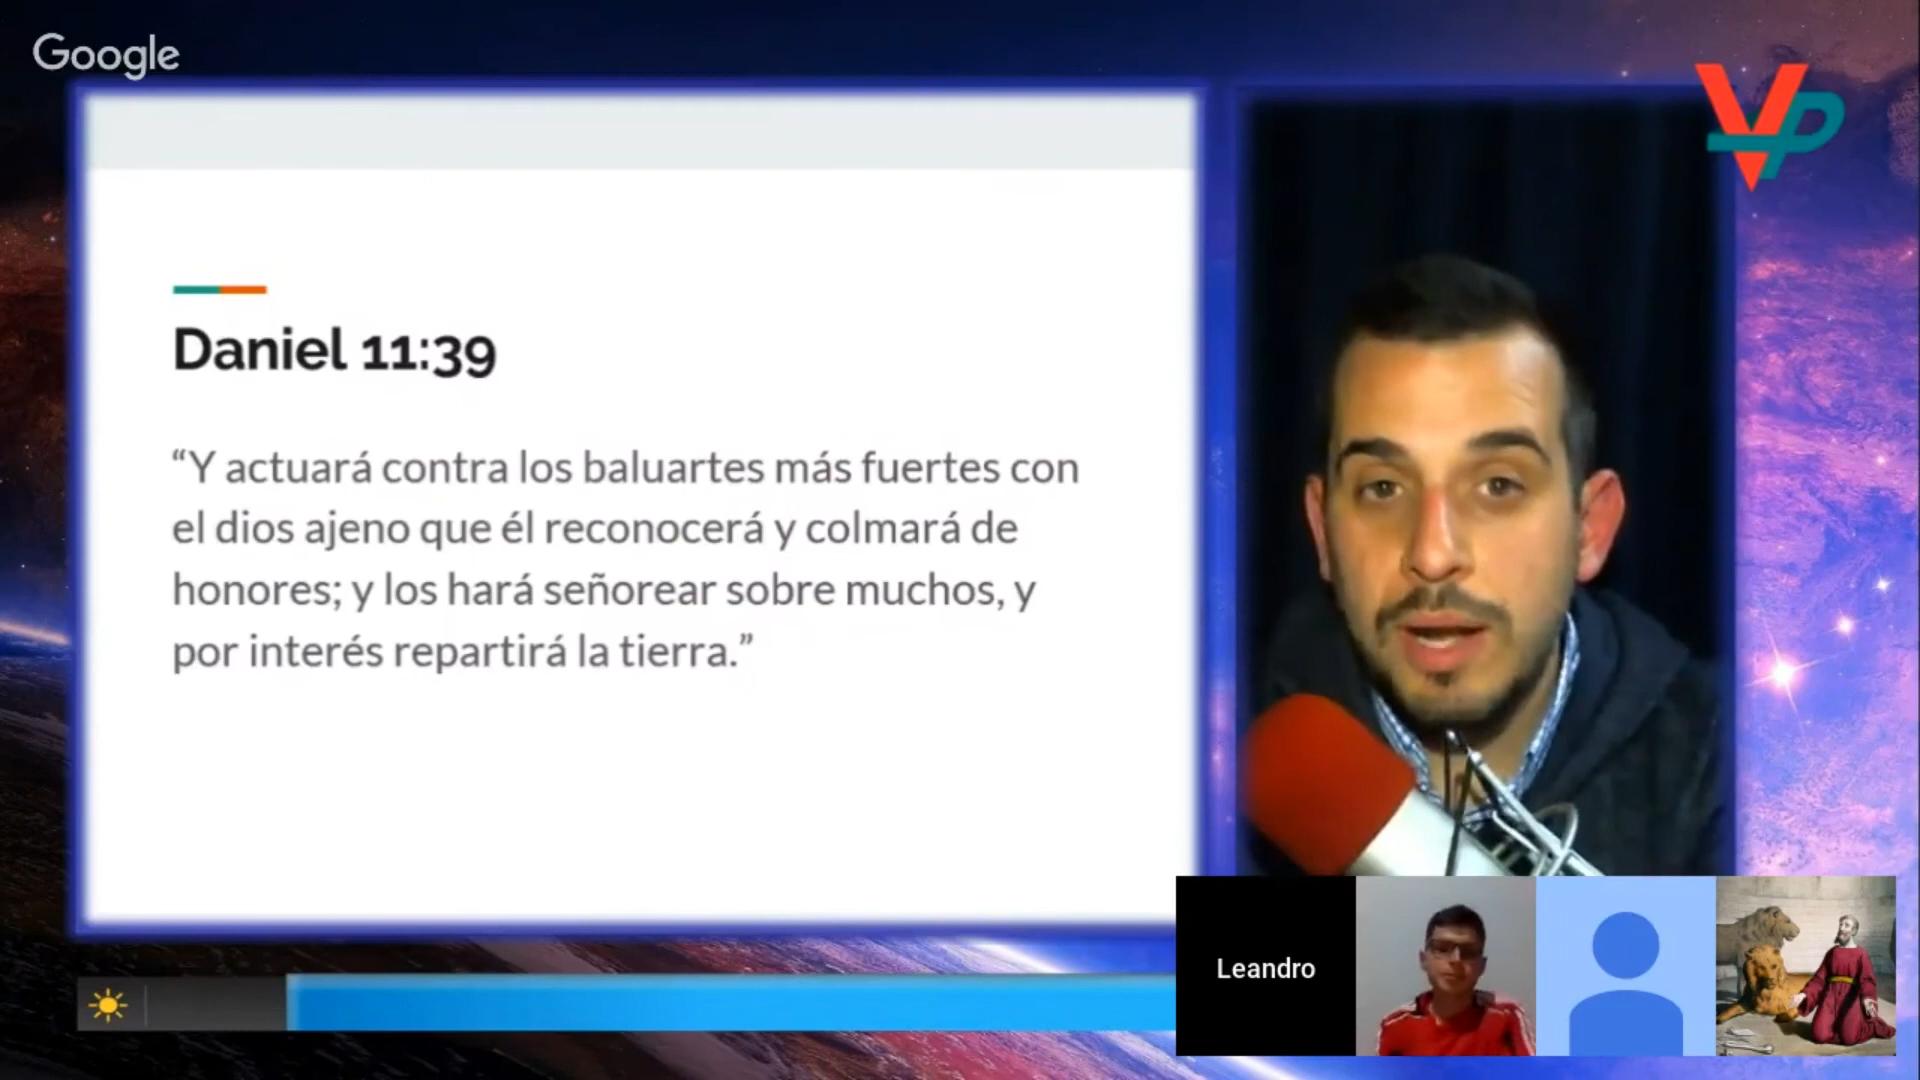 Google
VP
Daniel 11:39
“Y actuará contra los baluartes más fuertes con
el dios ajeno que él reconocerá y colmará de
honores; y los hará señorear sobre muchos, y
por interés repartirá la tierra.”
Leandro